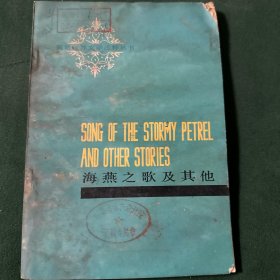 SONG OF THE STORMY PETREL
AND OTHER STORIES
海燕之歌及其他